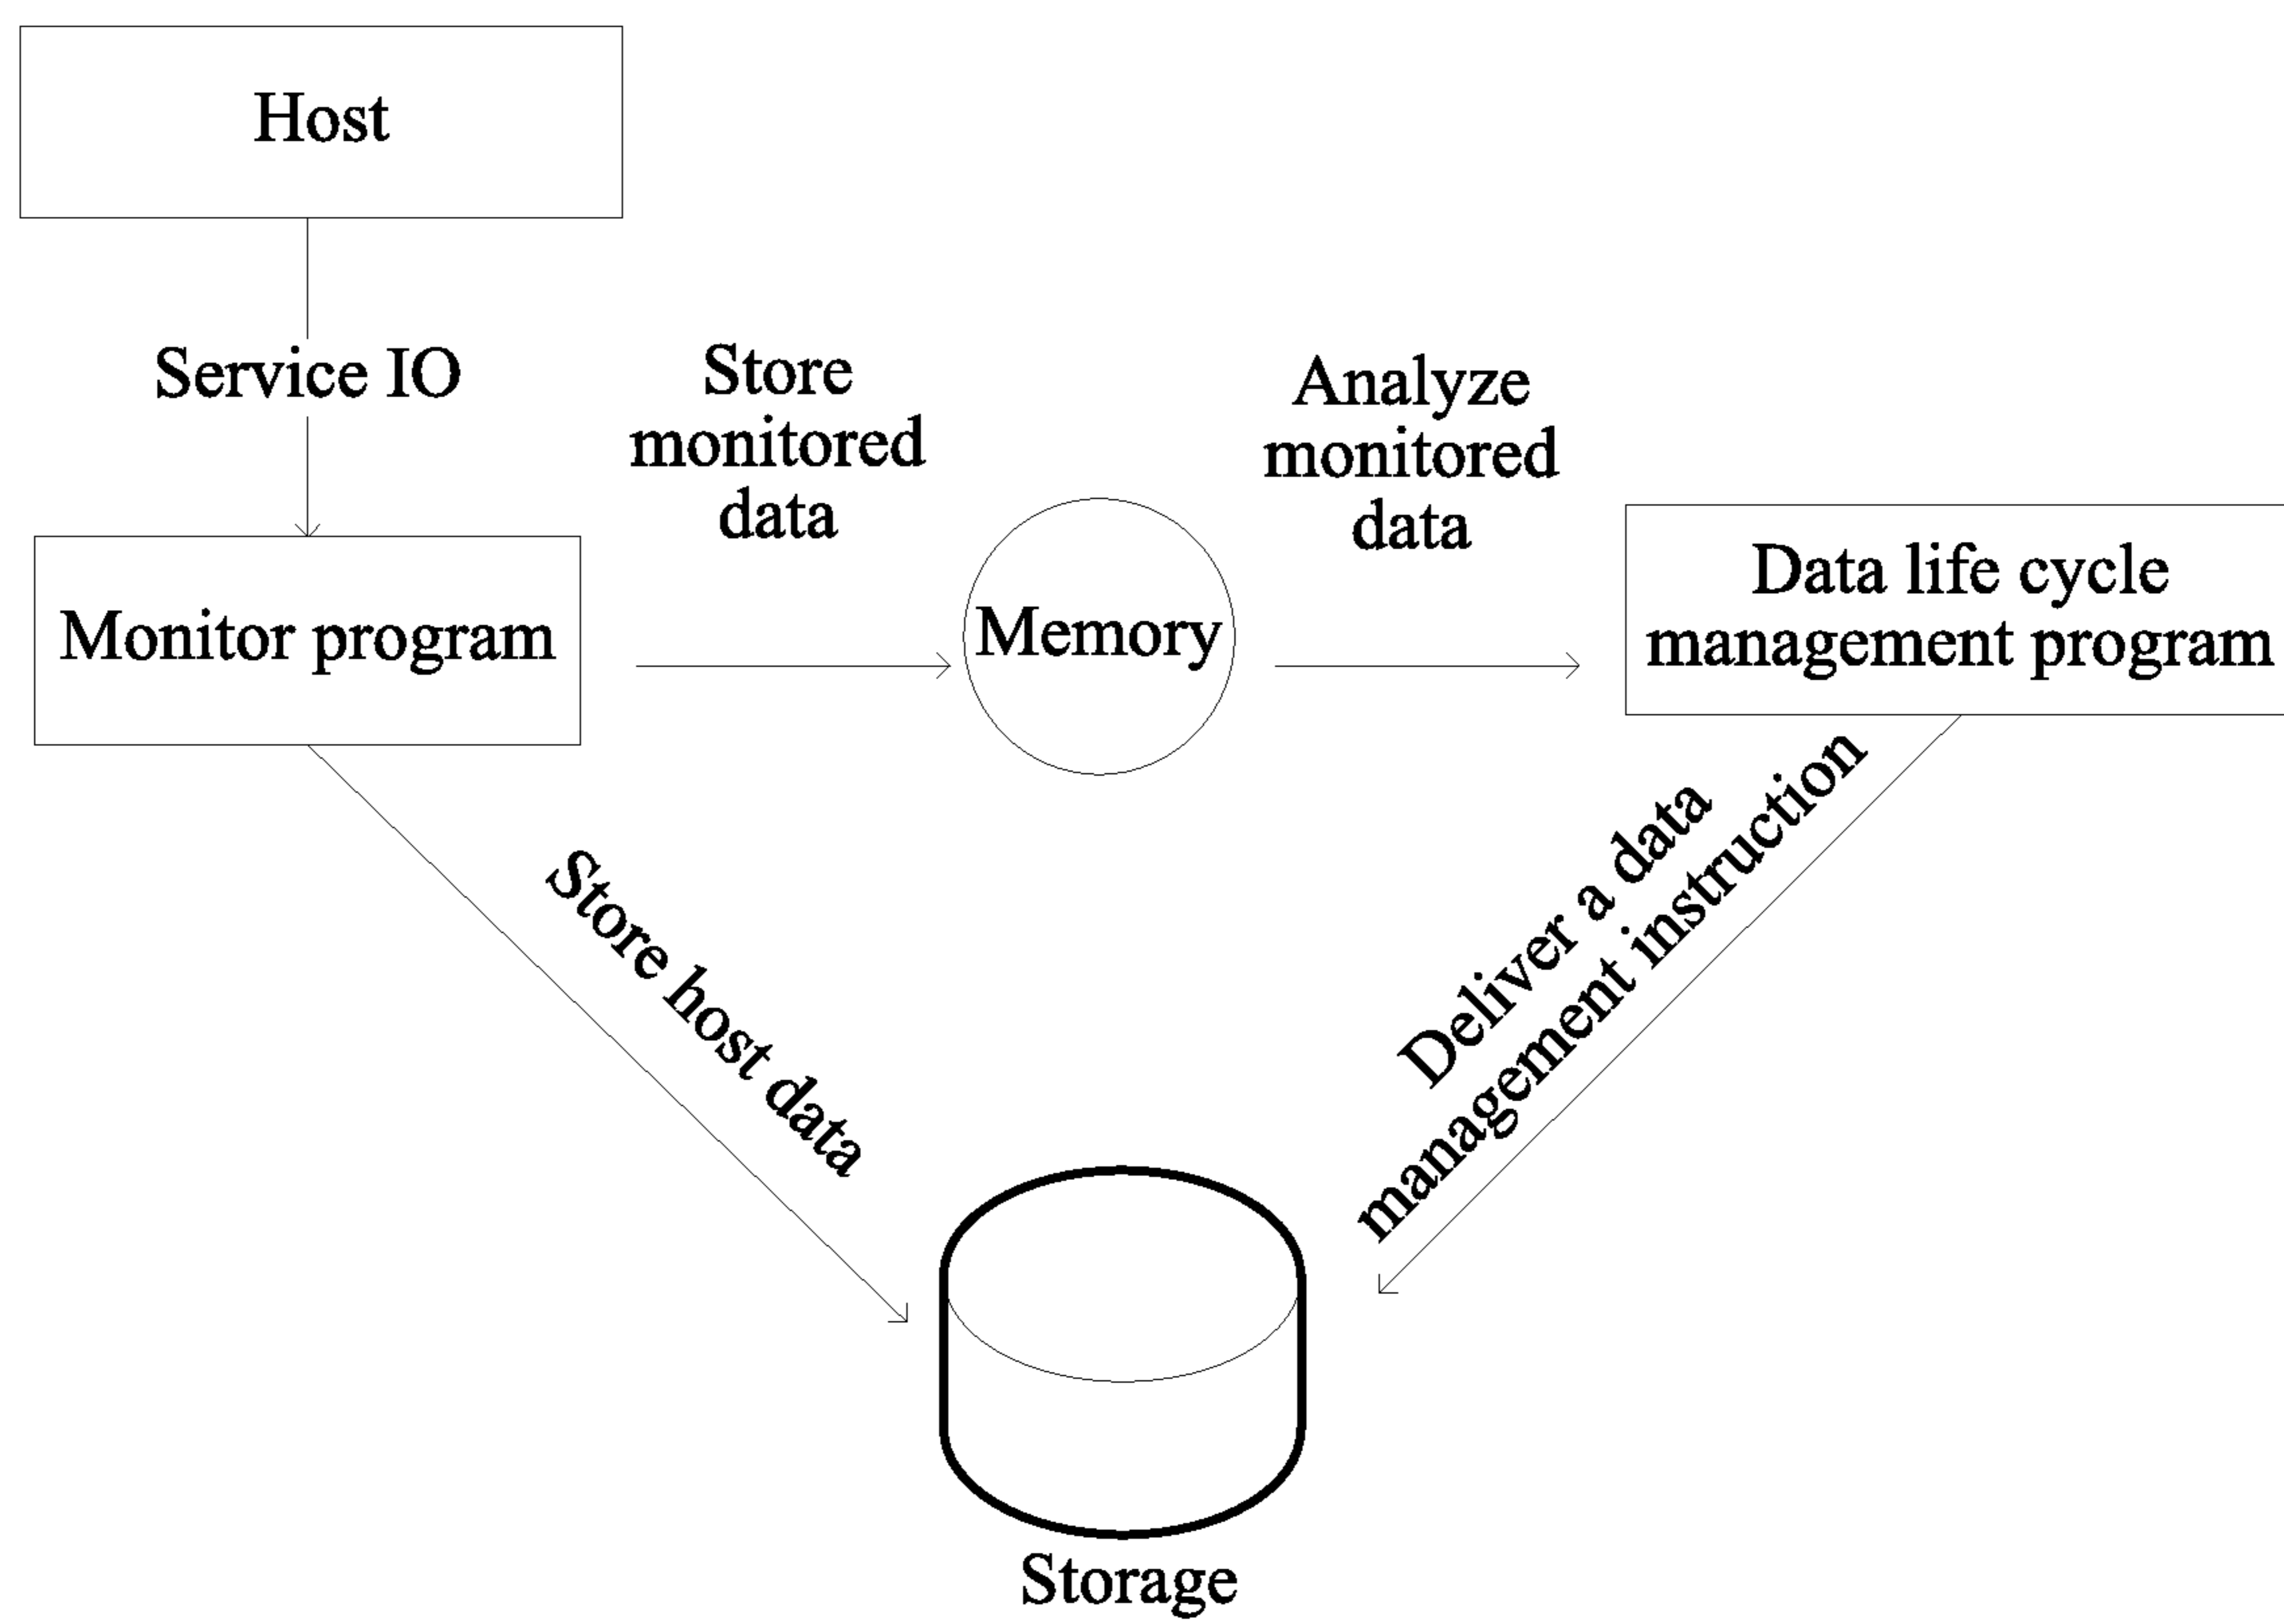 Host
Service IO
Store
monitored
data
Analyze
monitored
data
Monitor program
Memory
Data life cycle
management program
Store host data
Deliver a data
management instruction
Storage